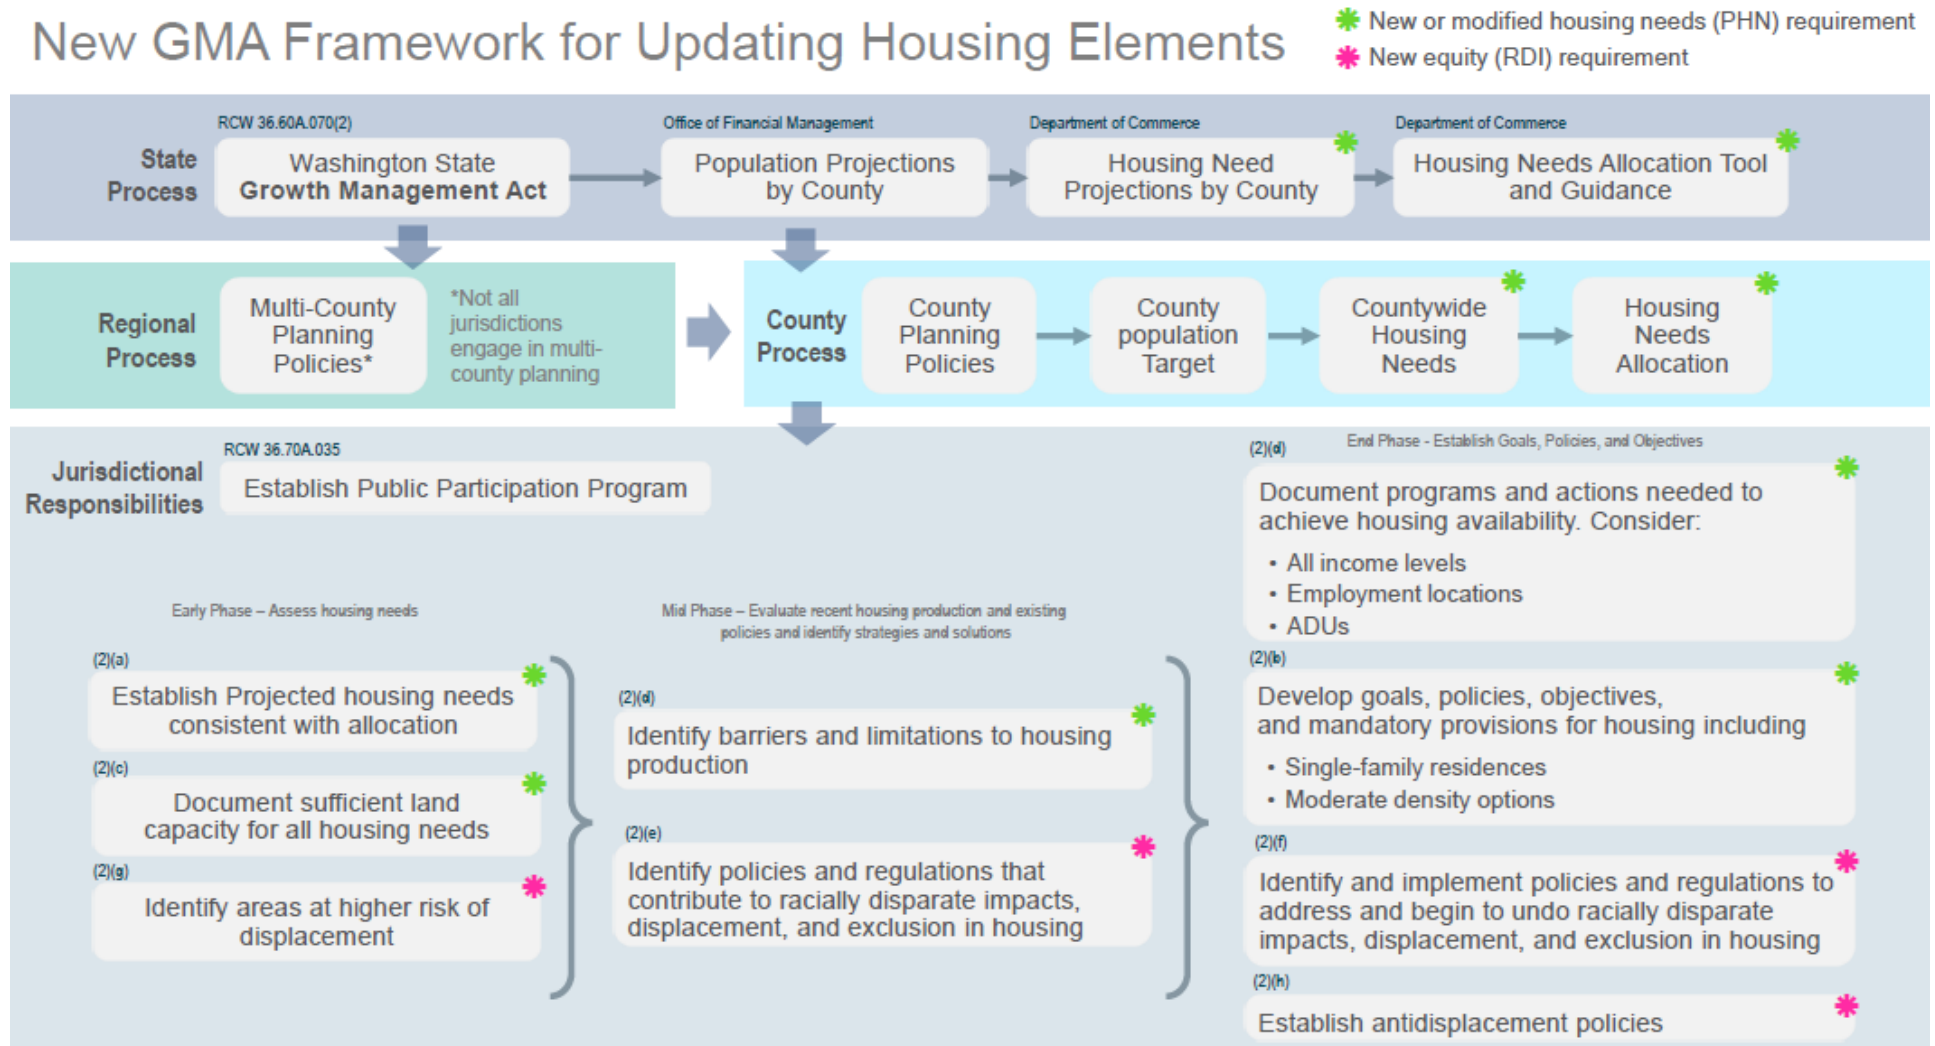 New GMA Framework for Updating Housing Elements
New or modified housing needs (PHN) requirement
New equity (RDI) requirement
State
Process
RCW 36.60A.070(2)
Washington State
Growth Management Act
Office of Financial Management
Population Projections
by County
Department of Commerce
Housing Need
Projections by County
Department of Commerce
Housing Needs Allocation Tool
and Guidance
Regional
Process
Multi-County
Planning
Policies*
*Not all
jurisdictions
engage in multi-
county planning
County
Process
County
Planning
Policies
County
population
Target
Countywide
Housing
Needs
Housing
Needs
Allocation
Jurisdictional
Responsibilities
RCW 36.70A.035
Establish Public Participation Program
Early Phase – Assess housing needs
(2)(a)
Establish Projected housing needs
consistent with allocation
(2)(c)
Document sufficient land
capacity for all housing needs
(2)(g)
Identify areas at higher risk of
displacement
Mid Phase – Evaluate recent housing production and existing
policies and identify strategies and solutions
(2)(d)
Identify barriers and limitations to housing
production
(2)(e)
Identify policies and regulations that
contribute to racially disparate impacts,
displacement, and exclusion in housing
End Phase - Establish Goals, Policies, and Objectives
(2)(d)
Document programs and actions needed to
achieve housing availability. Consider:
• All income levels
• Employment locations
• ADUs
(2)(b)
Develop goals, policies, objectives,
and mandatory provisions for housing including
• Single-family residences
• Moderate density options
(2)(f)
Identify and implement policies and regulations to
address and begin to undo racially disparate
impacts, displacement, and exclusion in housing
(2)(h)
Establish antidisplacement policies